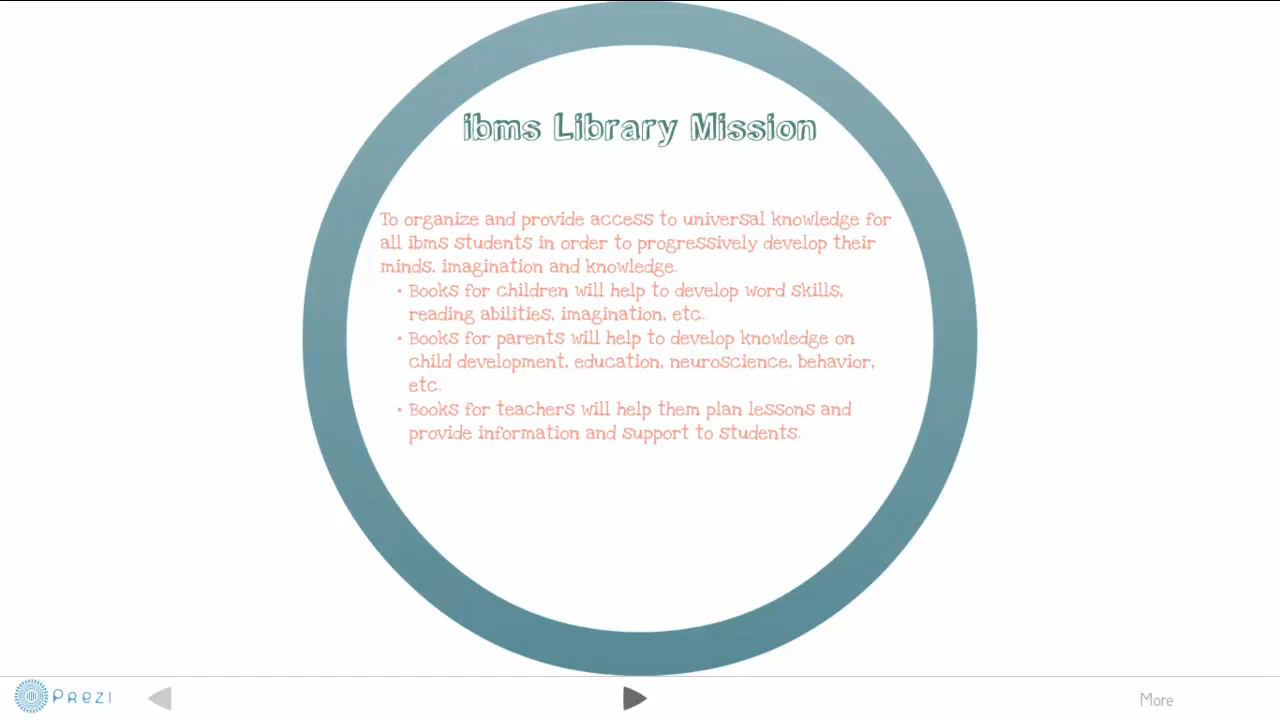 ibms Library Mission
To organize and provide access to universal knowledge for
all ibms students in order to progressively develop their
minds, imagination and knowledge.
• Books for children will help to develop word skills,
reading abilities, imagination, etc.
• Books for parents will help to develop knowledge on
child development, education, neuroscience, behavior,
etc.
• Books for teachers will help them plan lessons and
provide information and support to students.
Prezi
More